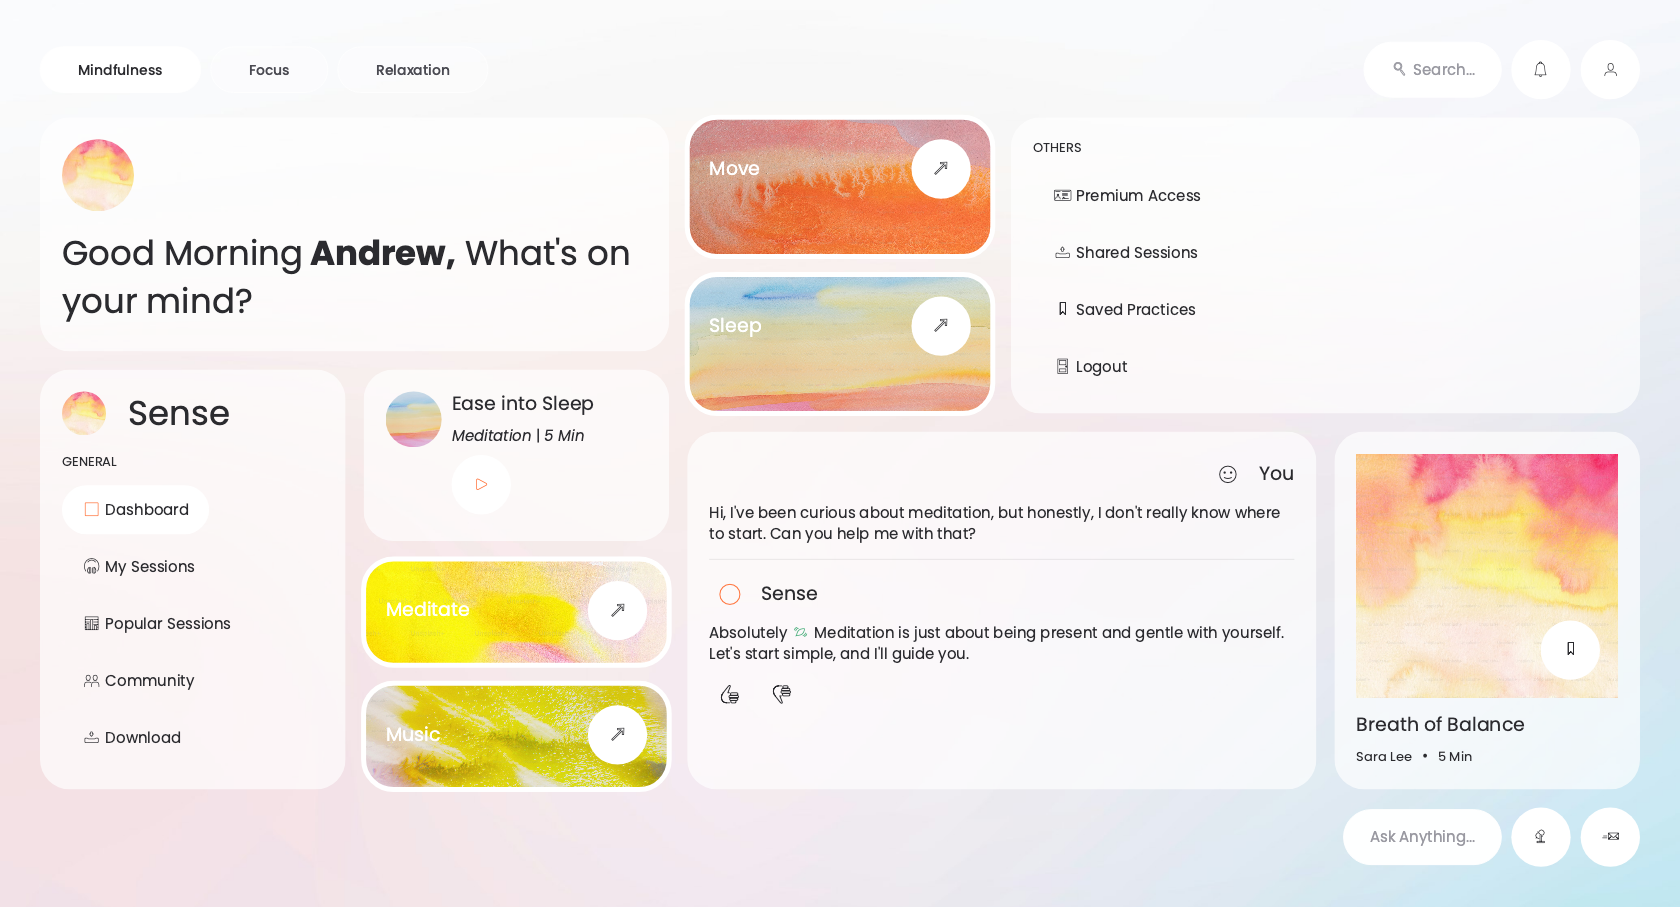 Mindfulness
Focus
Relaxation
Search...
Good Morning Andrew, What's on
your mind?
Move
Sleep
OTHERS
Premium Access
Shared Sessions
Saved Practices
Logout
Sense
GENERAL
Dashboard
My Sessions
Popular Sessions
Community
Download
Ease into Sleep
Meditation | 5 Min
Meditate
Music
You
Hi, I've been curious about meditation, but honestly, I don't really know where
to start. Can you help me with that?
Sense
Absolutely Meditation is just about being present and gentle with yourself.
Let's start simple, and I'll guide you.
Breath of Balance
Sara Lee • 5 Min
Ask Anything...